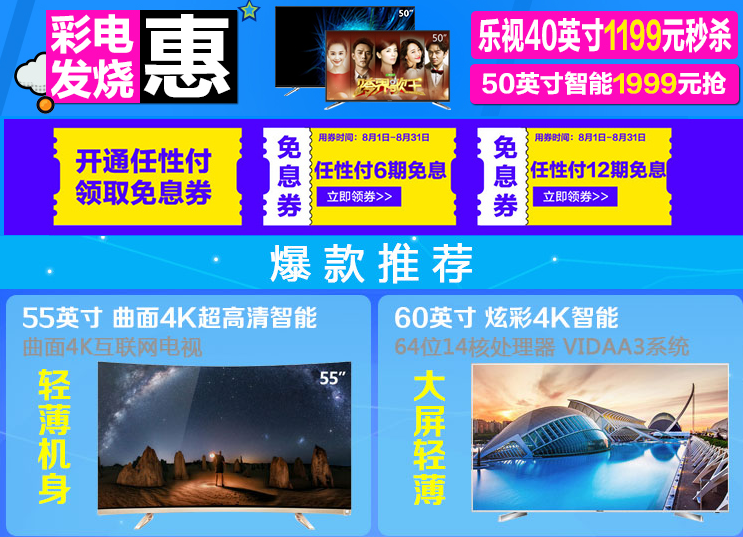 彩电
发烧
惠
50"
50"
跨界歌王
乐视40英寸1199元秒杀
50英寸智能1999元抢
开通任性付
领取免息券
免息券
用券时间：8月1日-8月31日
任性付6期免息
立即领券>>
免息券
用券时间：8月1日-8月31日
任性付12期免息
立即领券>>
爆款推荐
55英寸 曲面4K超高清智能
曲面4K互联网电视
轻薄机身
55"
60英寸 炫彩4K智能
64位14核处理器 VIDAA3系统
大屏轻薄